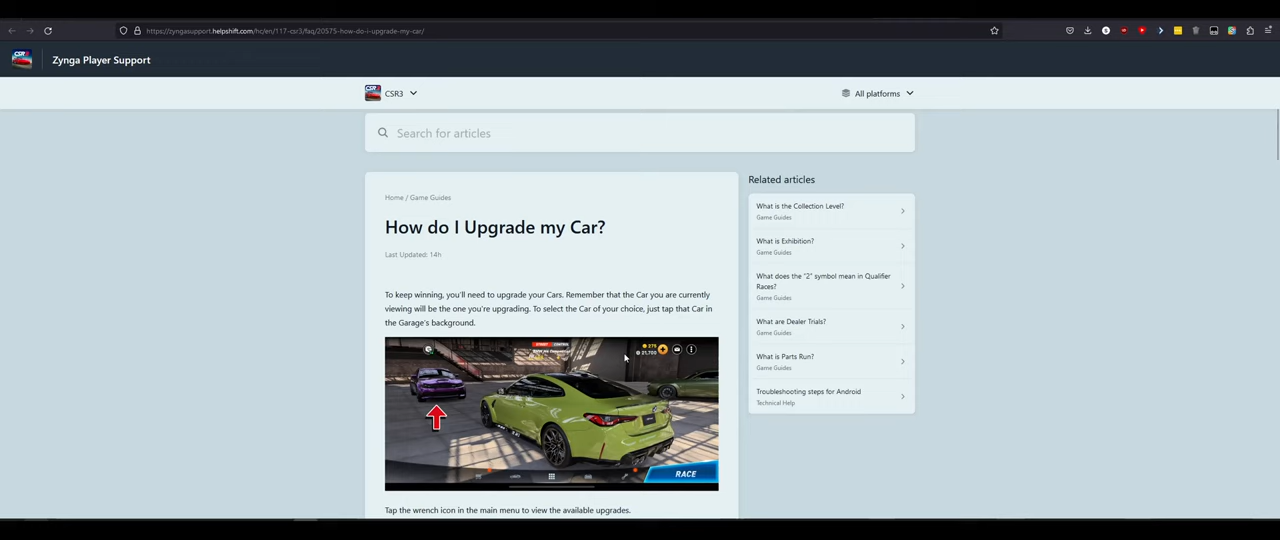 https://zyngasupport.helpshift.com/hc/en/117-csr3/faq/20575-how-do-i-upgrade-my-car/
Zynga Player Support
CSR3
All platforms
Search for articles
Home / Game Guides
How do I Upgrade my Car?
Last Updated: 14h
To keep winning, you'll need to upgrade your Cars. Remember that the Car you are currently
viewing will be the one you're upgrading. To select the Car of your choice, just tap that Car in
the Garage's background.
STREET
275
21,700
RACE
Tap the wrench icon in the main menu to view the available upgrades.
Related articles
What is the Collection Level?
Game Guides
What is Exhibition?
Game Guides
What does the "2" symbol mean in Qualifier
Races?
Game Guides
What are Dealer Trials?
Game Guides
What is Parts Run?
Game Guides
Troubleshooting steps for Android
Technical Help